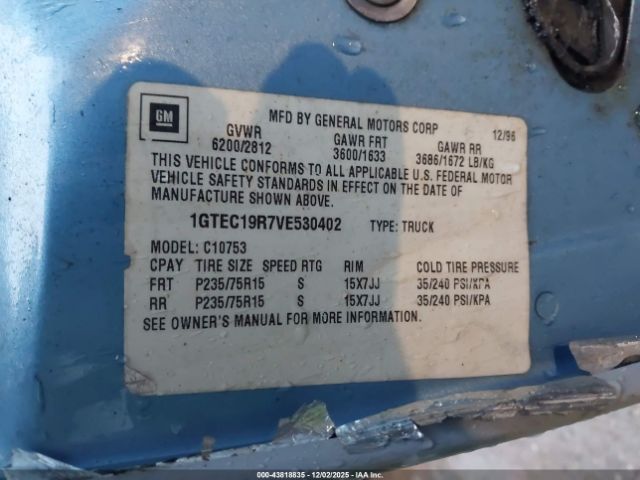 GM
MFD BY GENERAL MOTORS CORP 12/96
GVWR GAWR FRT GAWR RR
6200/2812 3600/1633 3686/1672 LB/KG
THIS VEHICLE CONFORMS TO ALL APPLICABLE U.S. FEDERAL MOTOR
VEHICLE SAFETY STANDARDS IN EFFECT ON THE DATE OF
MANUFACTURE SHOWN ABOVE.
1GTEC19R7VE530402 TYPE: TRUCK
MODEL: C10753
CPAY TIRE SIZE SPEED RTG RIM COLD TIRE PRESSURE
FRT P235/75R15 S 15X7JJ 35/240 PSI/KPA
RR P235/75R15 S 15X7JJ 35/240 PSI/KPA
SEE OWNER'S MANUAL FOR MORE INFORMATION.
000-43818835 - 12/02/2025 - IAA Inc.